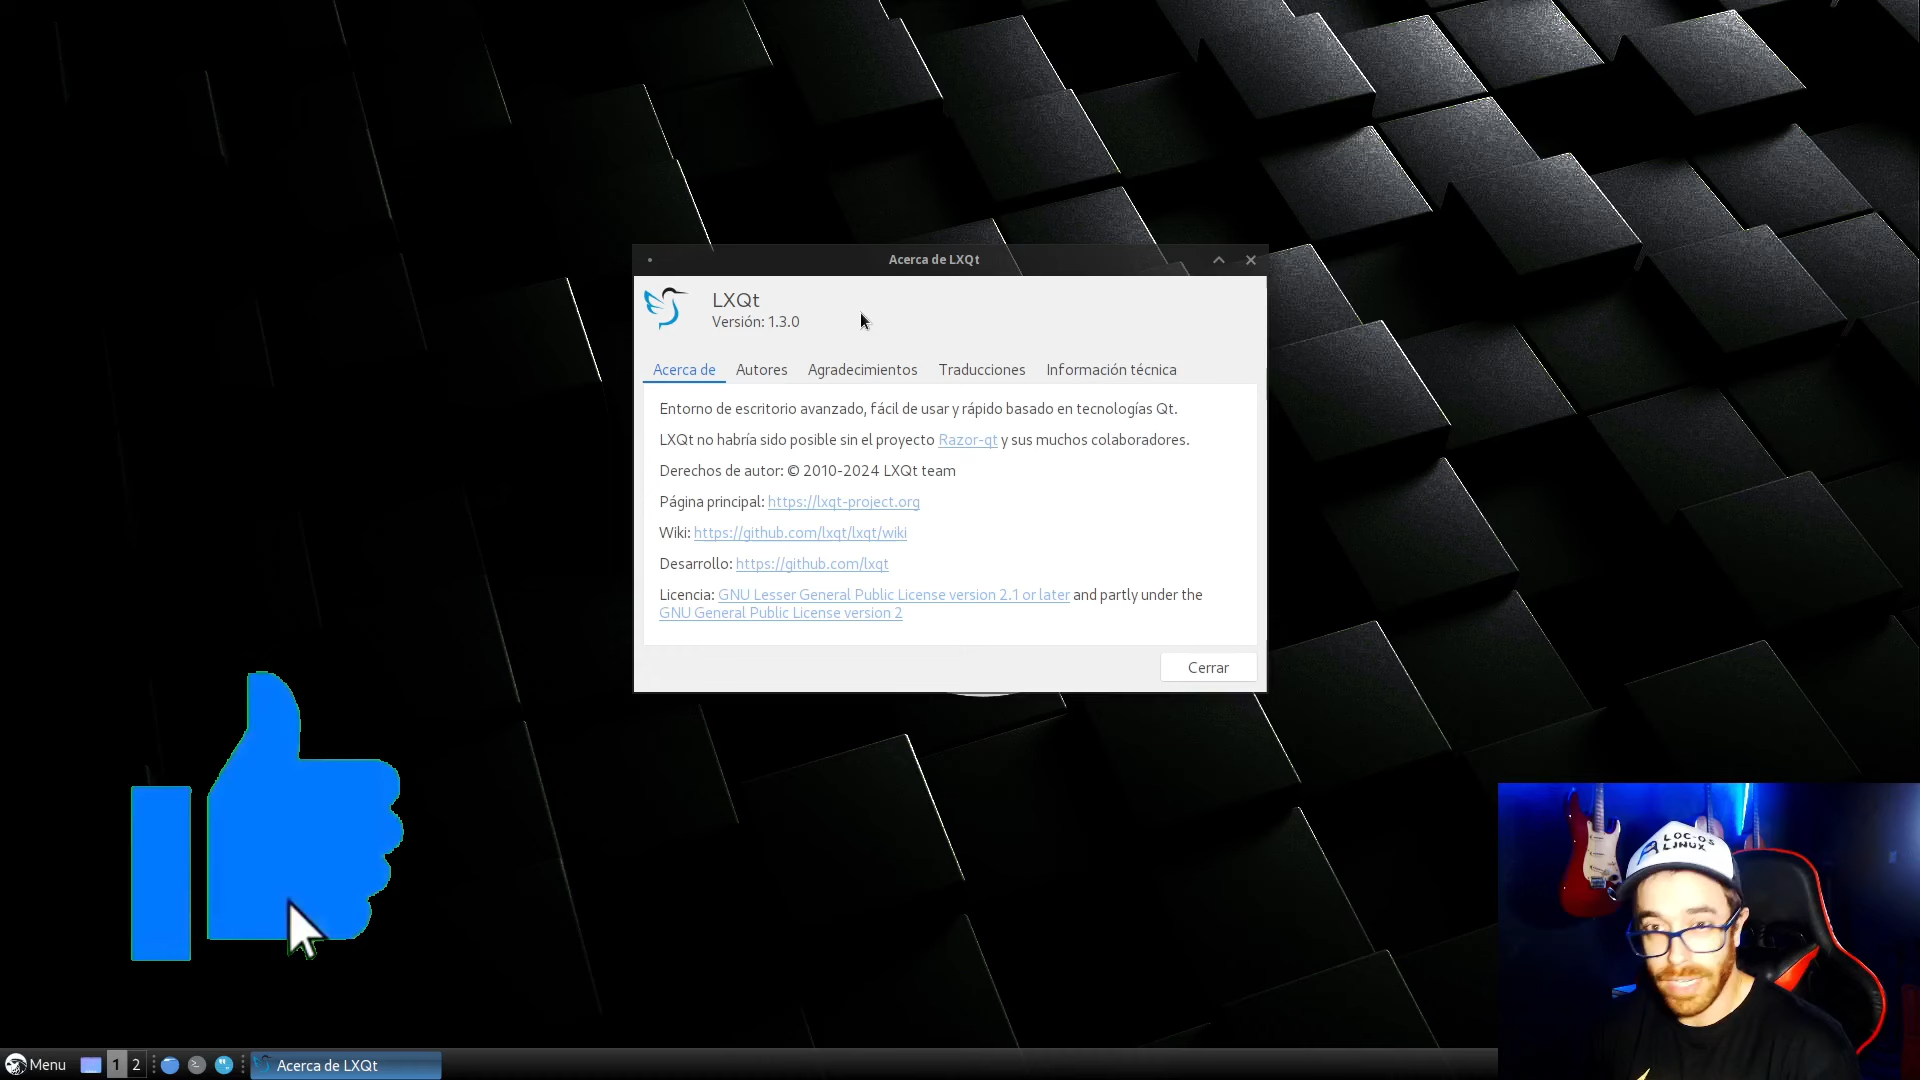 Acerca de LXQt
LXQt
Versión: 1.3.0
Acerca de Autores Agradecimientos Traducciones Información técnica
Entorno de escritorio avanzado, fácil de usar y rápido basado en tecnologías Qt.
LXQt no habría sido posible sin el proyecto Razor-qt y sus muchos colaboradores.
Derechos de autor: © 2010-2024 LXQt team
Página principal: https://lxqt-project.org
Wiki: https://github.com/lxqt/lxqt/wiki
Desarrollo: https://github.com/lxqt
Licencia: GNU Lesser General Public License version 2.1 or later and partly under the
GNU General Public License version 2
Cerrar
LOC-OS
LINUX
Menu 1 2 Acerca de LXQt